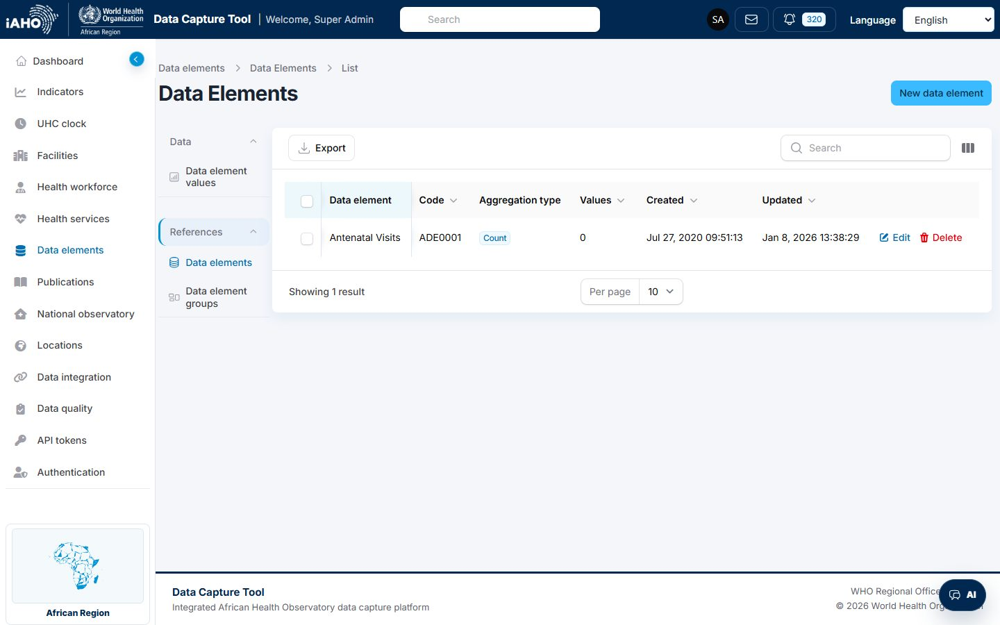 iAHO
World Health
Organization
African Region
Data Capture Tool
Welcome, Super Admin
Search
SA
320
Language
English
Dashboard
Indicators
UHC clock
Facilities
Health workforce
Health services
Data elements
Publications
National observatory
Locations
Data integration
Data quality
API tokens
Authentication
African Region
Data elements > Data Elements > List
Data Elements
New data element
Data
Data element
values
References
Data elements
Data element
groups
Export
Search
Data element Code Aggregation type Values Created Updated
Antenatal Visits ADE0001 Count 0 Jul 27, 2020 09:51:13 Jan 8, 2026 13:38:29 Edit Delete
Showing 1 result
Per page 10
Data Capture Tool
Integrated African Health Observatory data capture platform
WHO Regional Office
© 2026 World Health
AI